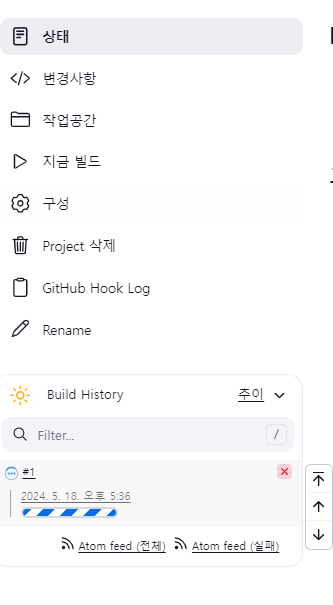 상태
변경사항
작업공간
지금 빌드
구성
Project 삭제
GitHub Hook Log
Rename
Build History 추이
Filter... /
#1
2024. 5. 18. 오후 5:36
Atom feed (전체) Atom feed (실패)